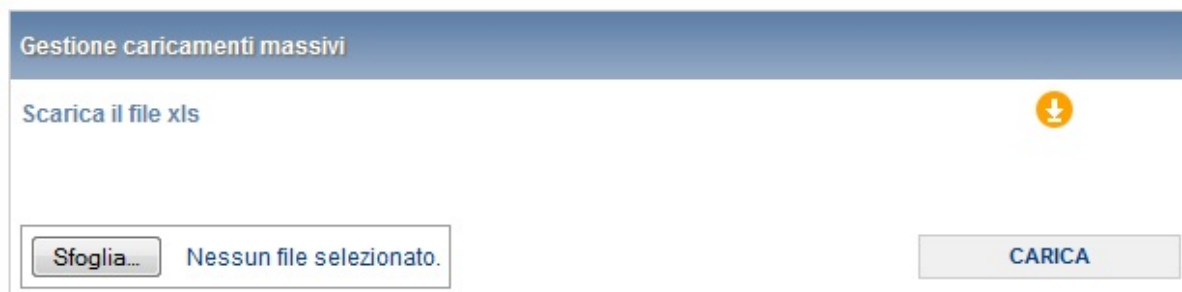 Gestione caricamenti massivi
Scarica il file xls
Sfoglia... Nessun file selezionato. CARICA